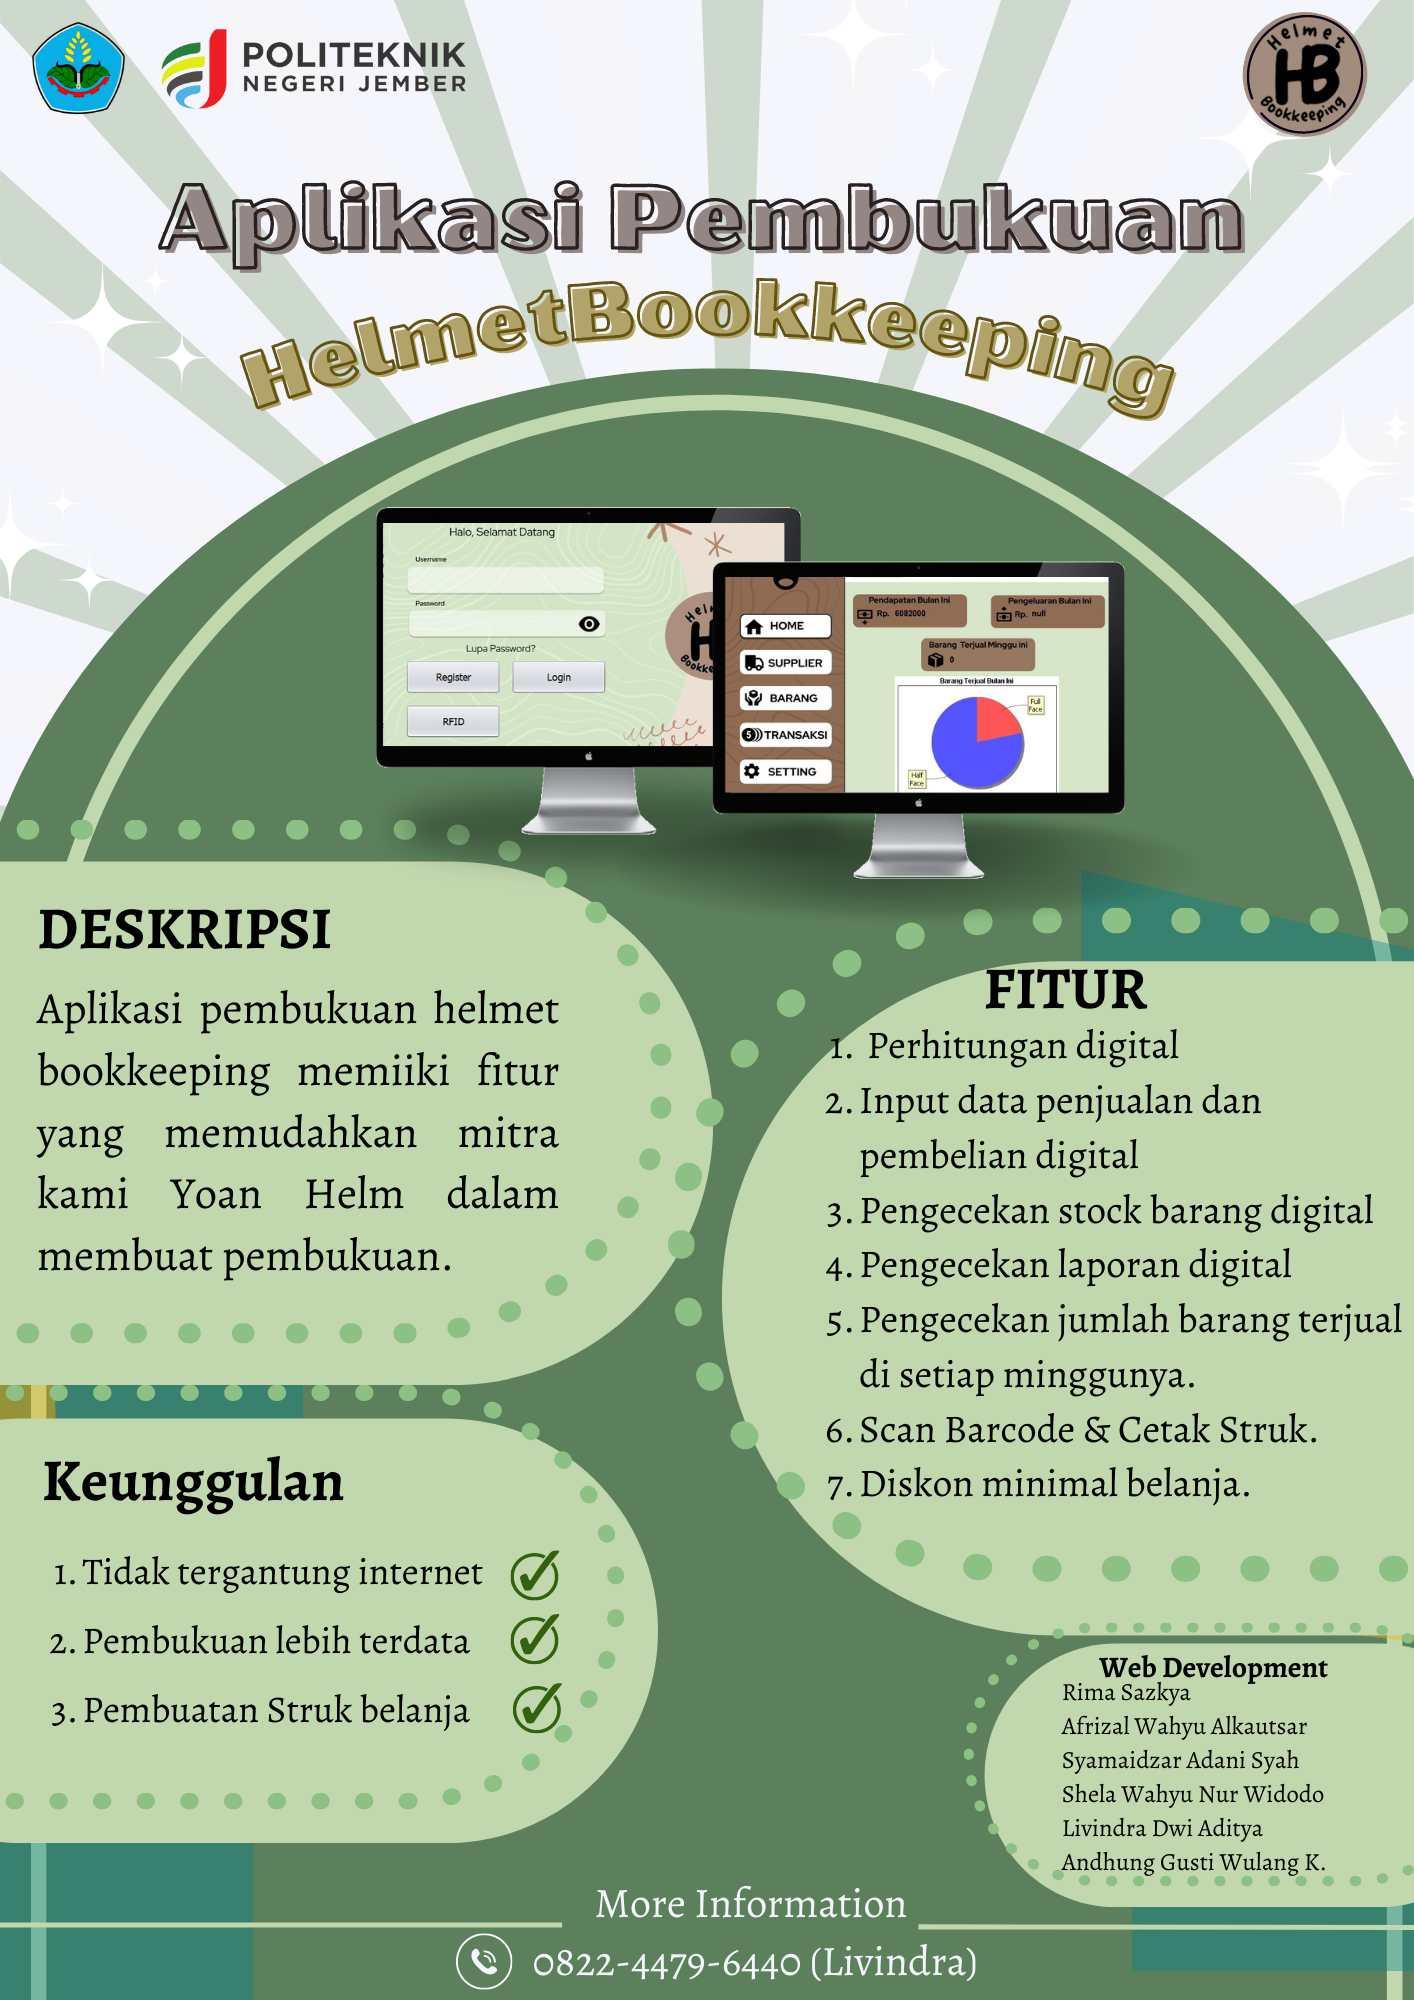 POLITEKNIK
NEGERI JEMBER
Helmet
HB
Bookkeeping
Aplikasi Pembukuan
HelmetBookkeeping
Halo, Selamat Datang
Username
Password
Lupa Password?
Register
Login
RFID
HOME
SUPPLIER
BARANG
TRANSAKSI
SETTING
Pendapatan Bulan Ini
Rp. 6082000
Pengeluaran Bulan Ini
Rp. null
Barang Terjual Minggu ini
0
Barang Terjual Bulan Ini
Full
Face
Half
Face
DESKRIPSI
Aplikasi pembukuan helmet
bookkeeping memiiki fitur
yang memudahkan mitra
kami Yoan Helm dalam
membuat pembukuan.
FITUR
1. Perhitungan digital
2. Input data penjualan dan
pembelian digital
3. Pengecekan stock barang digital
4. Pengecekan laporan digital
5. Pengecekan jumlah barang terjual
di setiap minggunya.
6. Scan Barcode & Cetak Struk.
7. Diskon minimal belanja.
Keunggulan
1. Tidak tergantung internet
2. Pembukuan lebih terdata
3. Pembuatan Struk belanja
Web Development
Rima Sazkya
Afrizal Wahyu Alkautsar
Syamaidzar Adani Syah
Shela Wahyu Nur Widodo
Livindra Dwi Aditya
Andhung Gusti Wulang K.
More Information
0822-4479-6440 (Livindra)